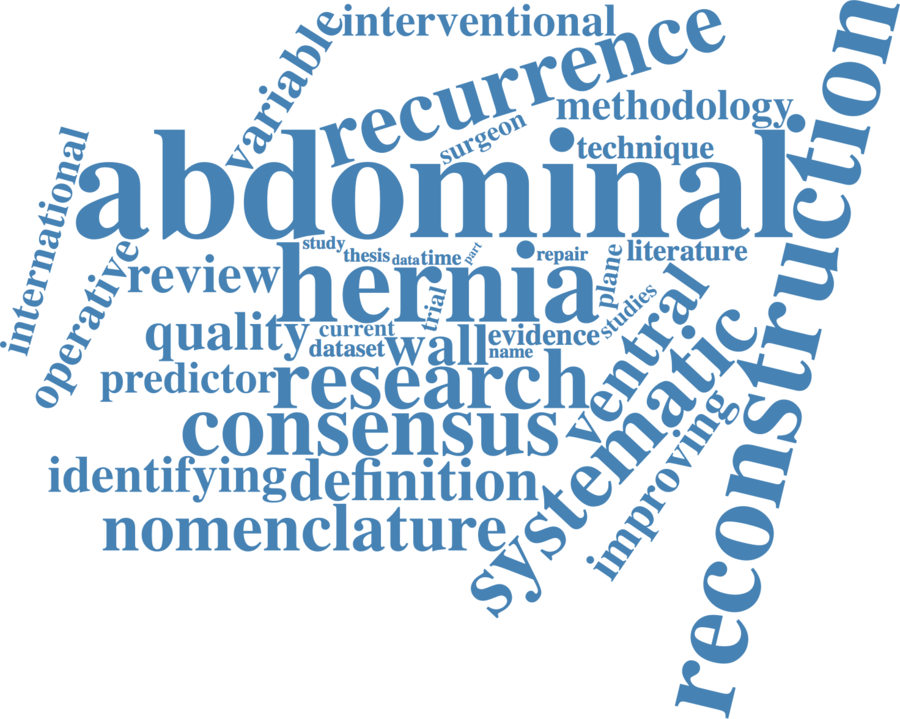 interventional
variable
recurrence
reconstruction
methodology
surgeon
technique
international
abdominal
study
thesis
data
time
part
repair
literature
operative
review
hernia
plane
trial
studies
quality
current
dataset
wall
evidence
name
ventral
predictor
research
systematic
consensus
improving
identifying
definition
nomenclature